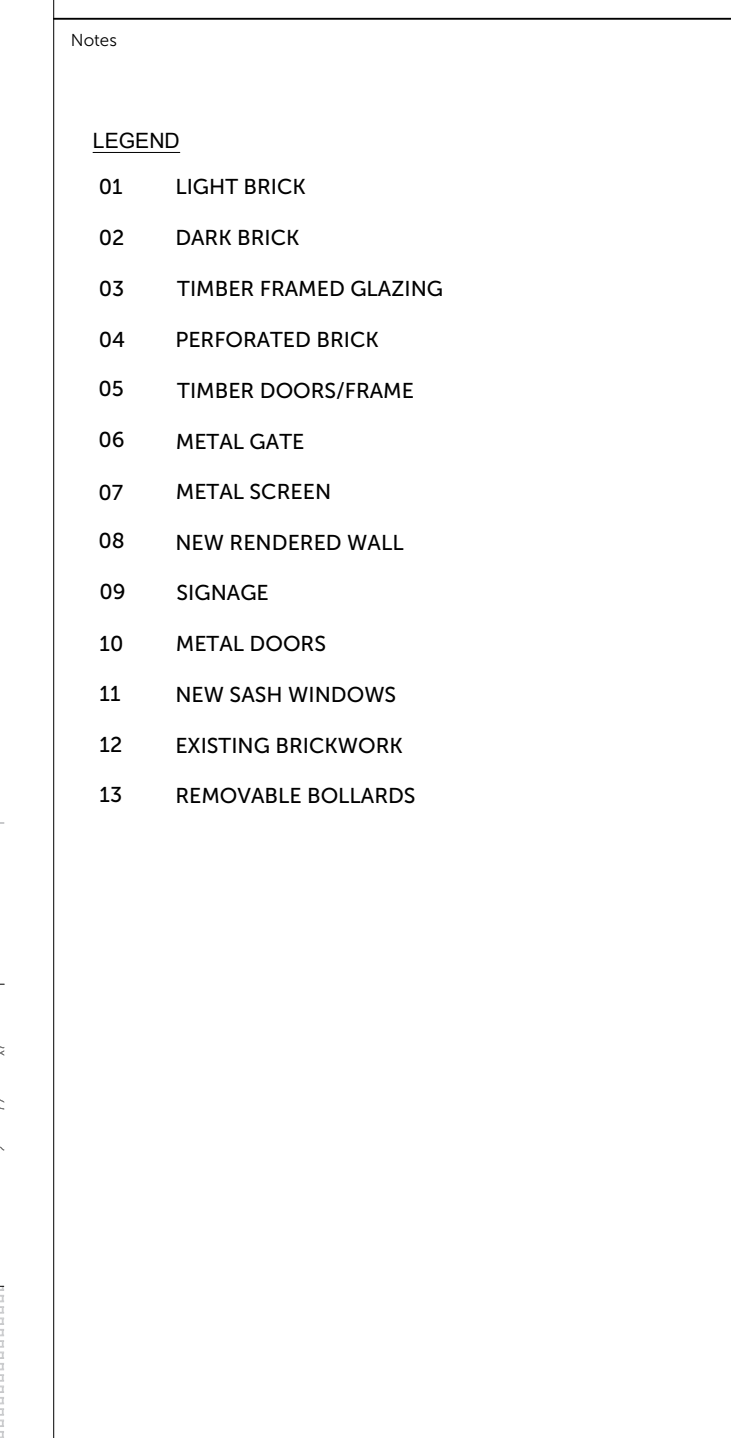 Notes
LEGEND
01 LIGHT BRICK
02 DARK BRICK
03 TIMBER FRAMED GLAZING
04 PERFORATED BRICK
05 TIMBER DOORS/FRAME
06 METAL GATE
07 METAL SCREEN
08 NEW RENDERED WALL
09 SIGNAGE
10 METAL DOORS
11 NEW SASH WINDOWS
12 EXISTING BRICKWORK
13 REMOVABLE BOLLARDS